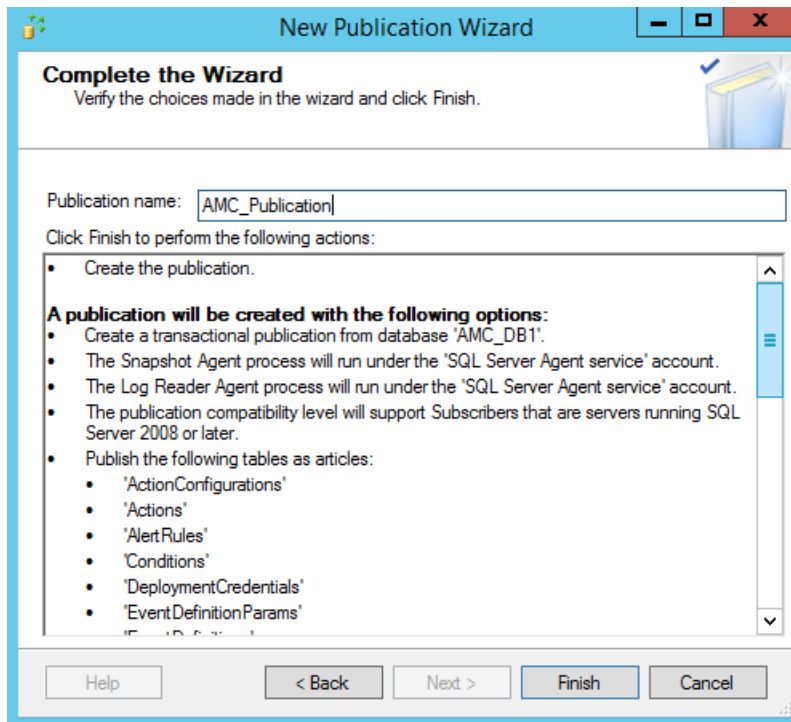 New Publication Wizard
Complete the Wizard
Verify the choices made in the wizard and click Finish.
Publication name: AMC_Publication
Click Finish to perform the following actions:
• Create the publication.
A publication will be created with the following options:
• Create a transactional publication from database 'AMC_DB1'.
• The Snapshot Agent process will run under the 'SQL Server Agent service' account.
• The Log Reader Agent process will run under the 'SQL Server Agent service' account.
• The publication compatibility level will support Subscribers that are servers running SQL
Server 2008 or later.
• Publish the following tables as articles:
• 'ActionConfigurations'
• 'Actions'
• 'AlertRules'
• 'Conditions'
• 'DeploymentCredentials'
• 'EventDefinitionParams'
Help < Back Next > Finish Cancel